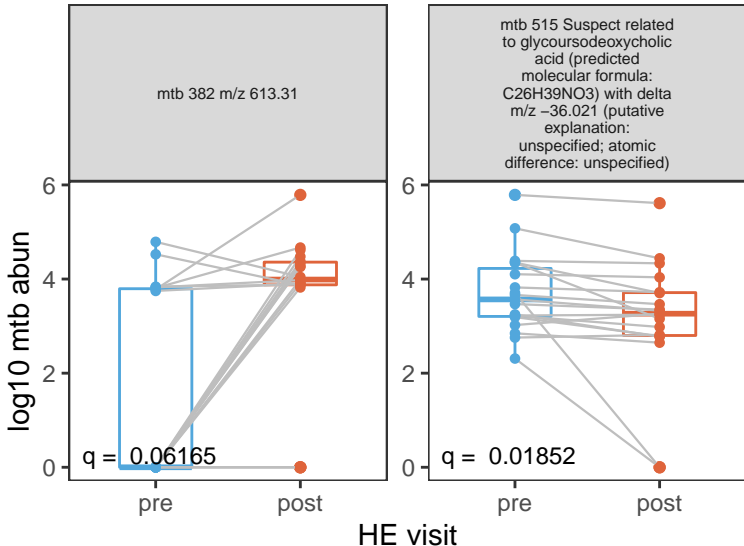 mtb 382 m/z 613.31
mtb 515 Suspect related
to glycoursodeoxycholic
acid (predicted
molecular formula:
C26H39NO3) with delta
m/z −36.021 (putative
explanation:
unspecified; atomic
difference: unspecified)
log10 mtb abun
6
4
2
0
q = 0.06165
pre
post
6
4
2
0
q = 0.01852
pre
post
HE visit